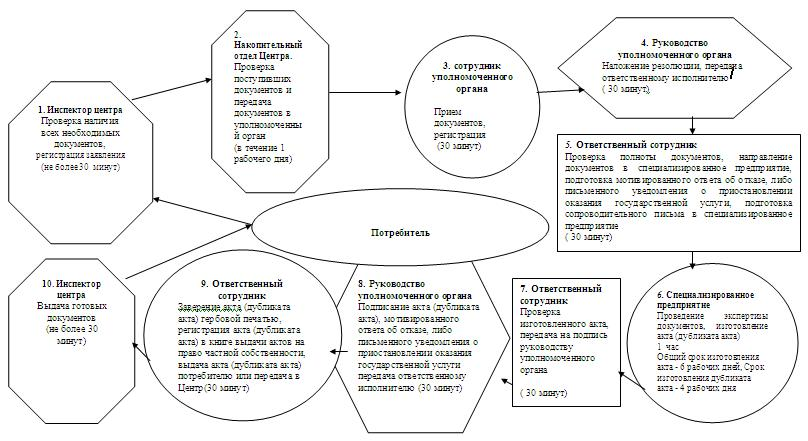 1. Инспектор центра
Проверка наличия
всех необходимых
документов,
регистрация заявления
(не более30 минут)
2.
Накопительный
отдел Центра.
Проверка
поступивших
документов и
передача
документов в
уполномоченны
й орган
(в течение 1
рабочего дня)
3. сотрудник
уполномоченного
органа
Прием
документов,
регистрация
(30 минут)
4. Руководство
уполномоченного органа
Наложение резолюции, передача
ответственному исполнителю
( 30 минут)
5. Ответственный сотрудник
Проверка полноты документов, направление
документов в специализированное предприятие,
подготовка мотивированного ответа об отказе, либо
письменного уведомления о приостановлении
оказания государственной услуги, подготовка
сопроводительного письма в специализированное
предприятие
( 30 минут)
Потребитель
10. Инспектор
центра
Выдача готовых
документов
(не более 30
минут)
9. Ответственный
сотрудник
Заверение акта (дубликата
акта) гербовой печатью,
регистрация акта (дубликата
акта) в книге выдачи актов на
право частной собственности,
выдача акта (дубликата акта)
потребителю или передача в
Центр(30 минут)
8. Руководство
уполномоченного органа
Подписание акта (дубликата
акта), мотивированного
ответа об отказе, либо
письменного уведомления о
приостановлении оказания
государственной услуги
передача ответственному
исполнителю (30 минут)
7. Ответственный
сотрудник
Проверка
изготовленного акта,
передача на подпись
руководству
уполномоченного
органа
( 30 минут)
6. Специализированное
предприятие
Проведение экспертизы
документов, изготовление
акта (дубликата акта)
1 час
Общий срок изготовления
акта - 6 рабочих дней, Срок
изготовления дубликата
акта - 4 рабочих дня